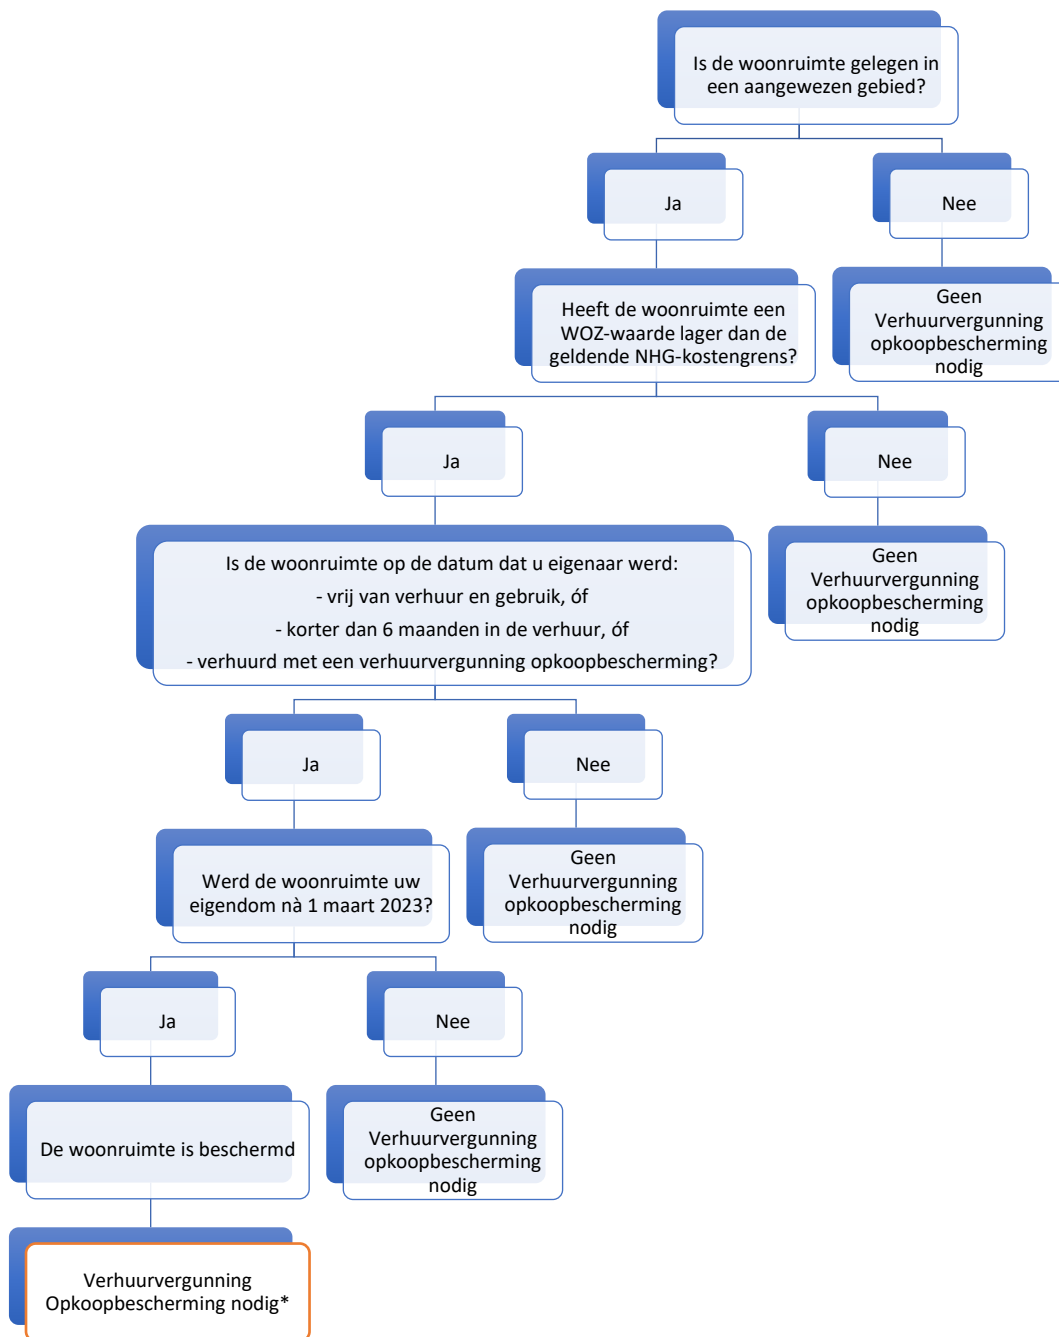 Is de woonruimte gelegen in
een aangewezen gebied?
Ja
Nee
Heeft de woonruimte een
WOZ-waarde lager dan de
geldende NHG-kostengrens?
Geen
Verhuurvergunning
opkoopbescherming
nodig
Ja
Nee
Is de woonruimte op de datum dat u eigenaar werd:
- vrij van verhuur en gebruik, óf
- korter dan 6 maanden in de verhuur, óf
- verhuurd met een verhuurvergunning opkoopbescherming?
Geen
Verhuurvergunning
opkoopbescherming
nodig
Ja
Nee
Werd de woonruimte uw
eigendom nà 1 maart 2023?
Geen
Verhuurvergunning
opkoopbescherming
nodig
Ja
Nee
De woonruimte is beschermd
Geen
Verhuurvergunning
opkoopbescherming
nodig
Verhuurvergunning
Opkoopbescherming nodig*